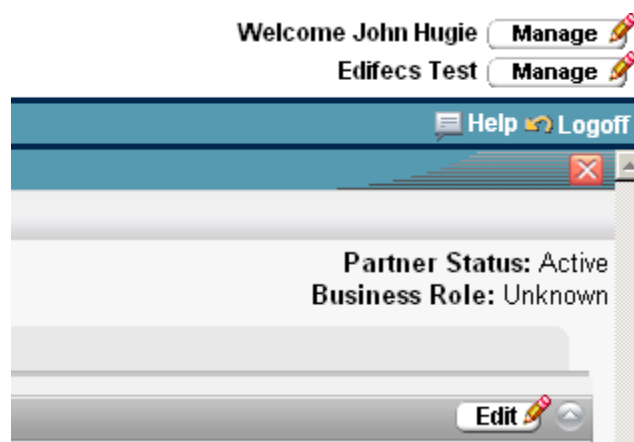 Welcome John Hugie Manage
Edifecs Test Manage
Help Logoff
Partner Status: Active
Business Role: Unknown
Edit